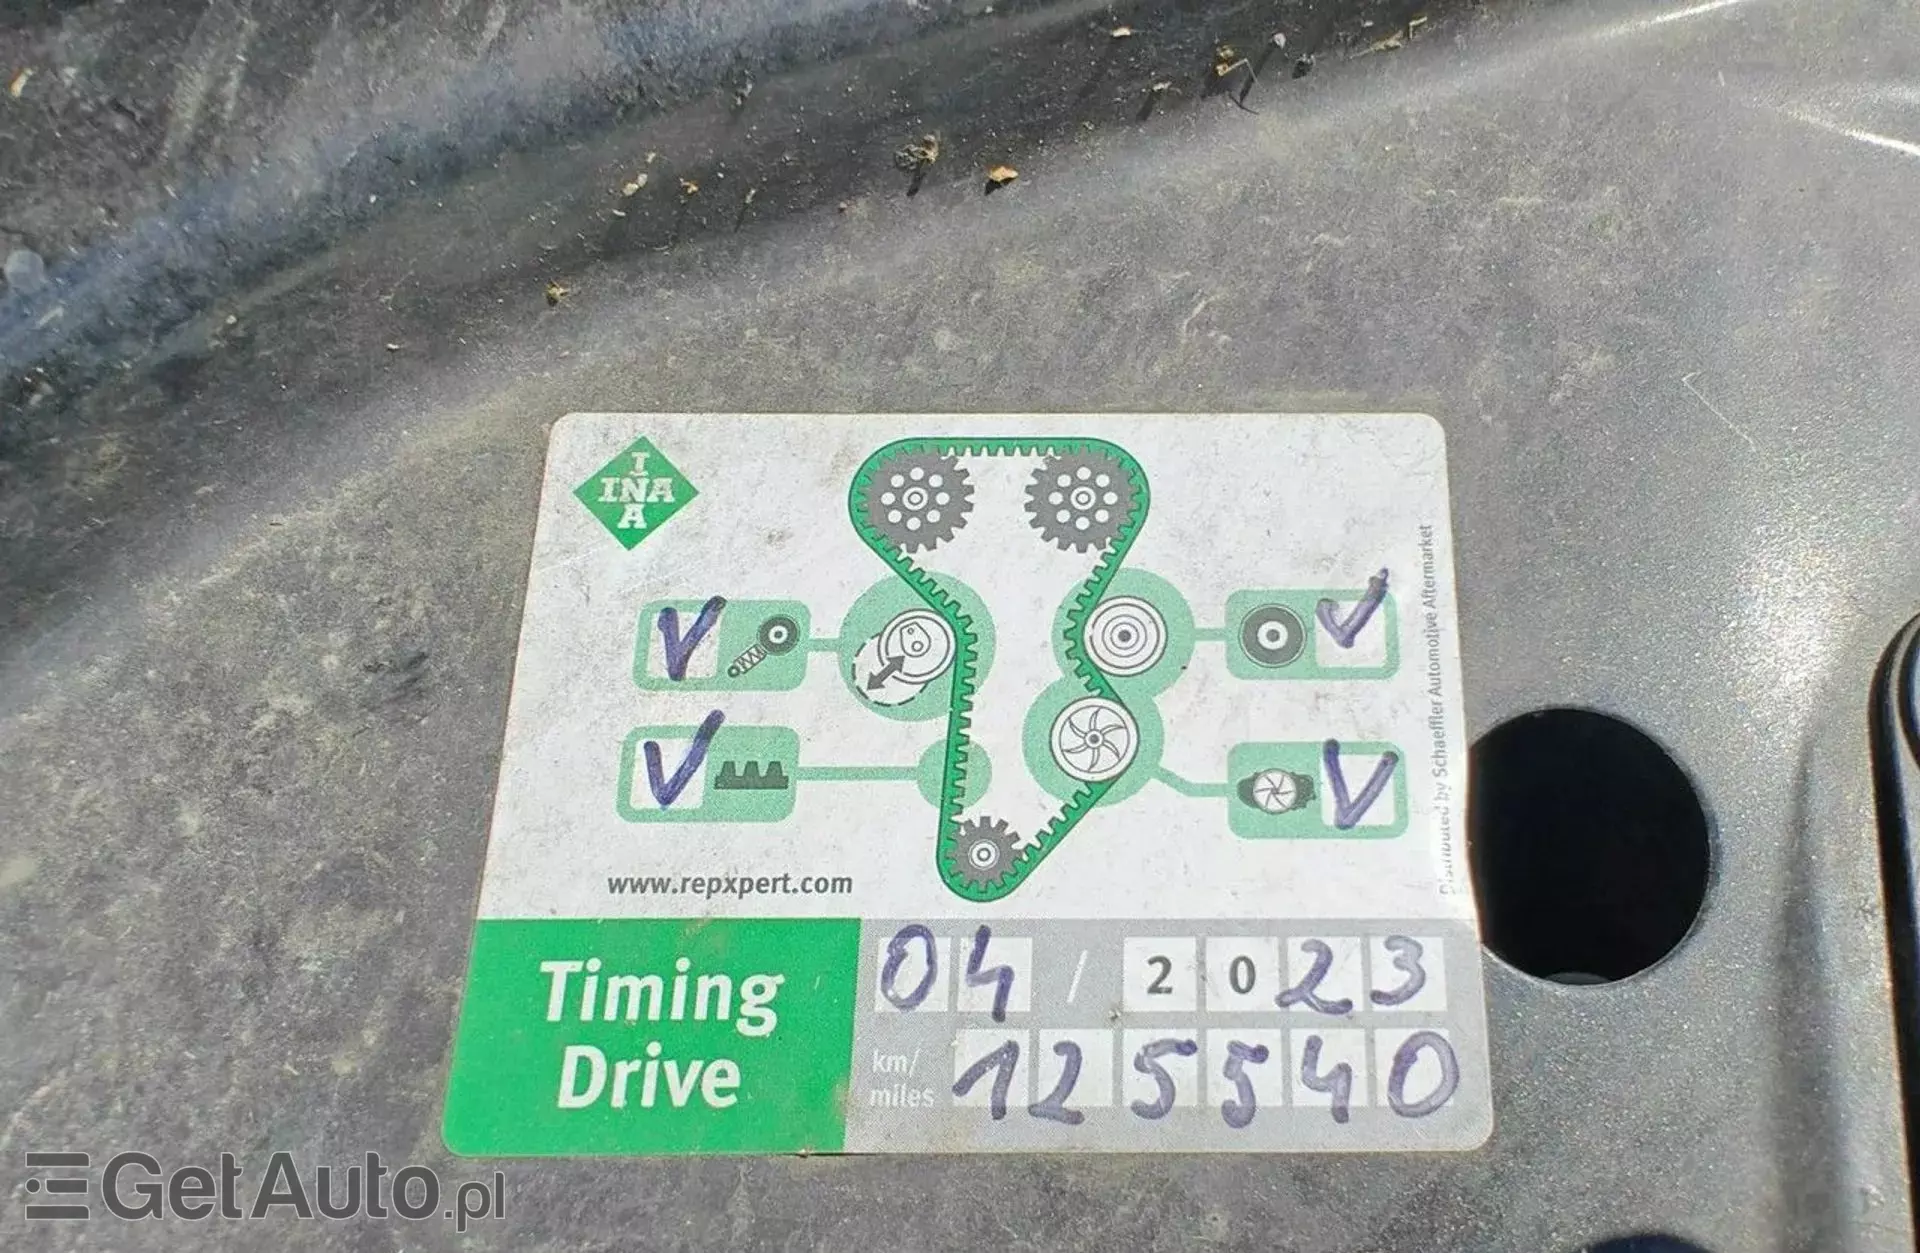 I
INA
A
Distributed by Schaeffler Automotive Aftermarket
www.repxpert.com
Timing
Drive
04 / 2023
km/
miles 125540
GetAuto.pl